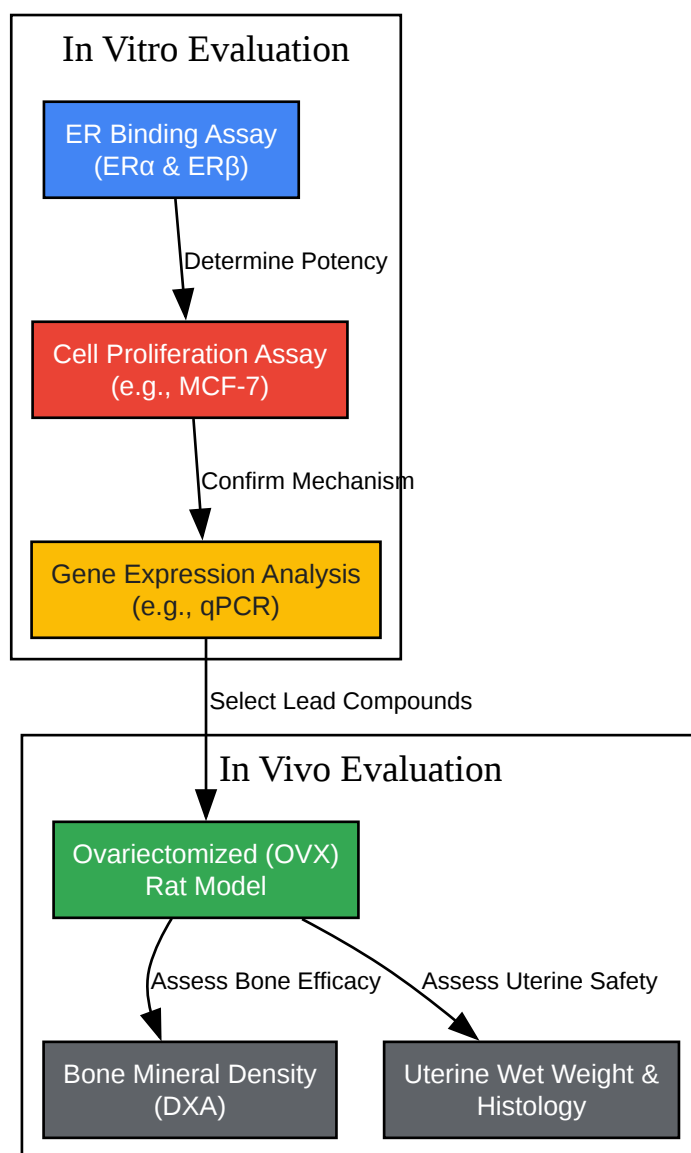 In Vitro Evaluation
ER Binding Assay
(ERα & ERβ)
Determine Potency
Cell Proliferation Assay
(e.g., MCF-7)
Confirm Mechanism
Gene Expression Analysis
(e.g., qPCR)
Select Lead Compounds
In Vivo Evaluation
Ovariectomized (OVX)
Rat Model
Assess Bone Efficacy
Assess Uterine Safety
Bone Mineral Density
(DXA)
Uterine Wet Weight &
Histology